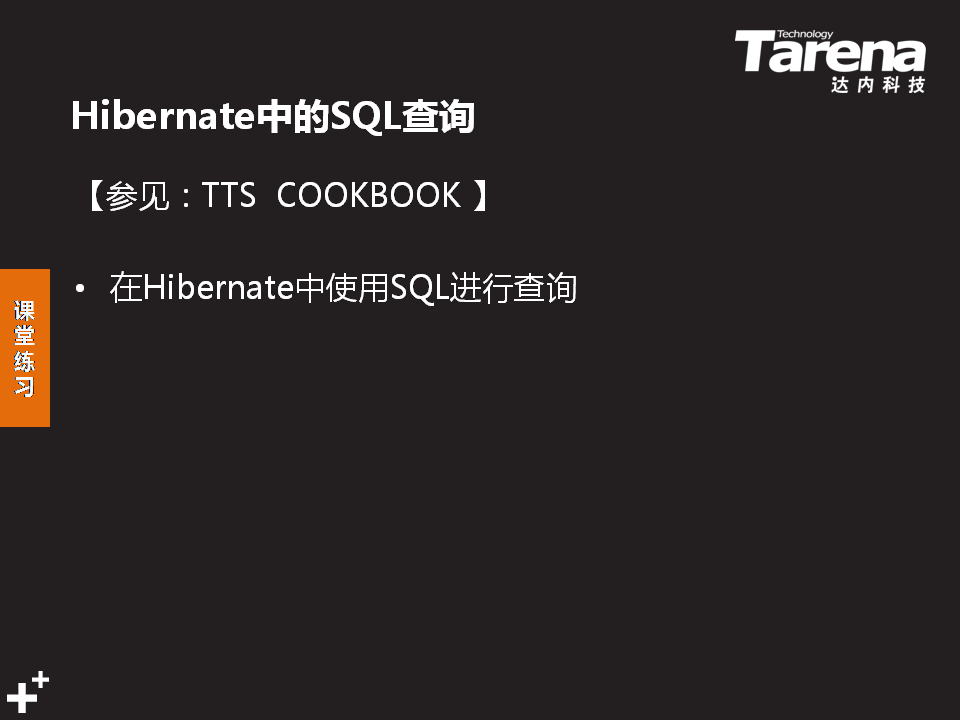 Technology
Tarena
达内科技
Hibernate中的SQL查询
【参见：TTS COOKBOOK 】
• 在Hibernate中使用SQL进行查询
课堂练习